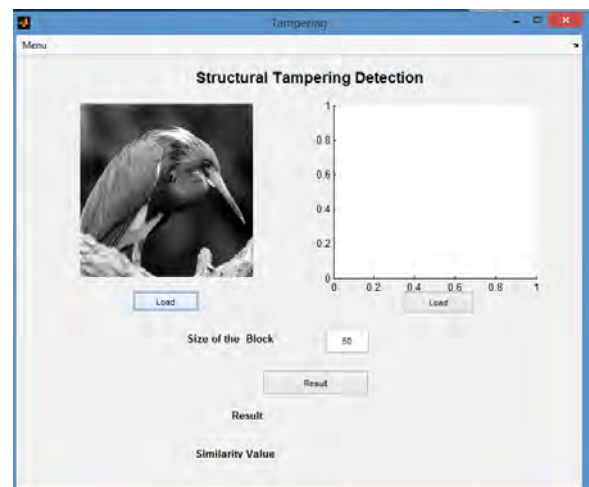 Tampering
Menu
Structural Tampering Detection
1
0.8
0.6
0.4
0.2
0
0 0.2 0.4 0.6 0.8 1
Load Load
Size of the Block 50
Result
Result
Similarity Value